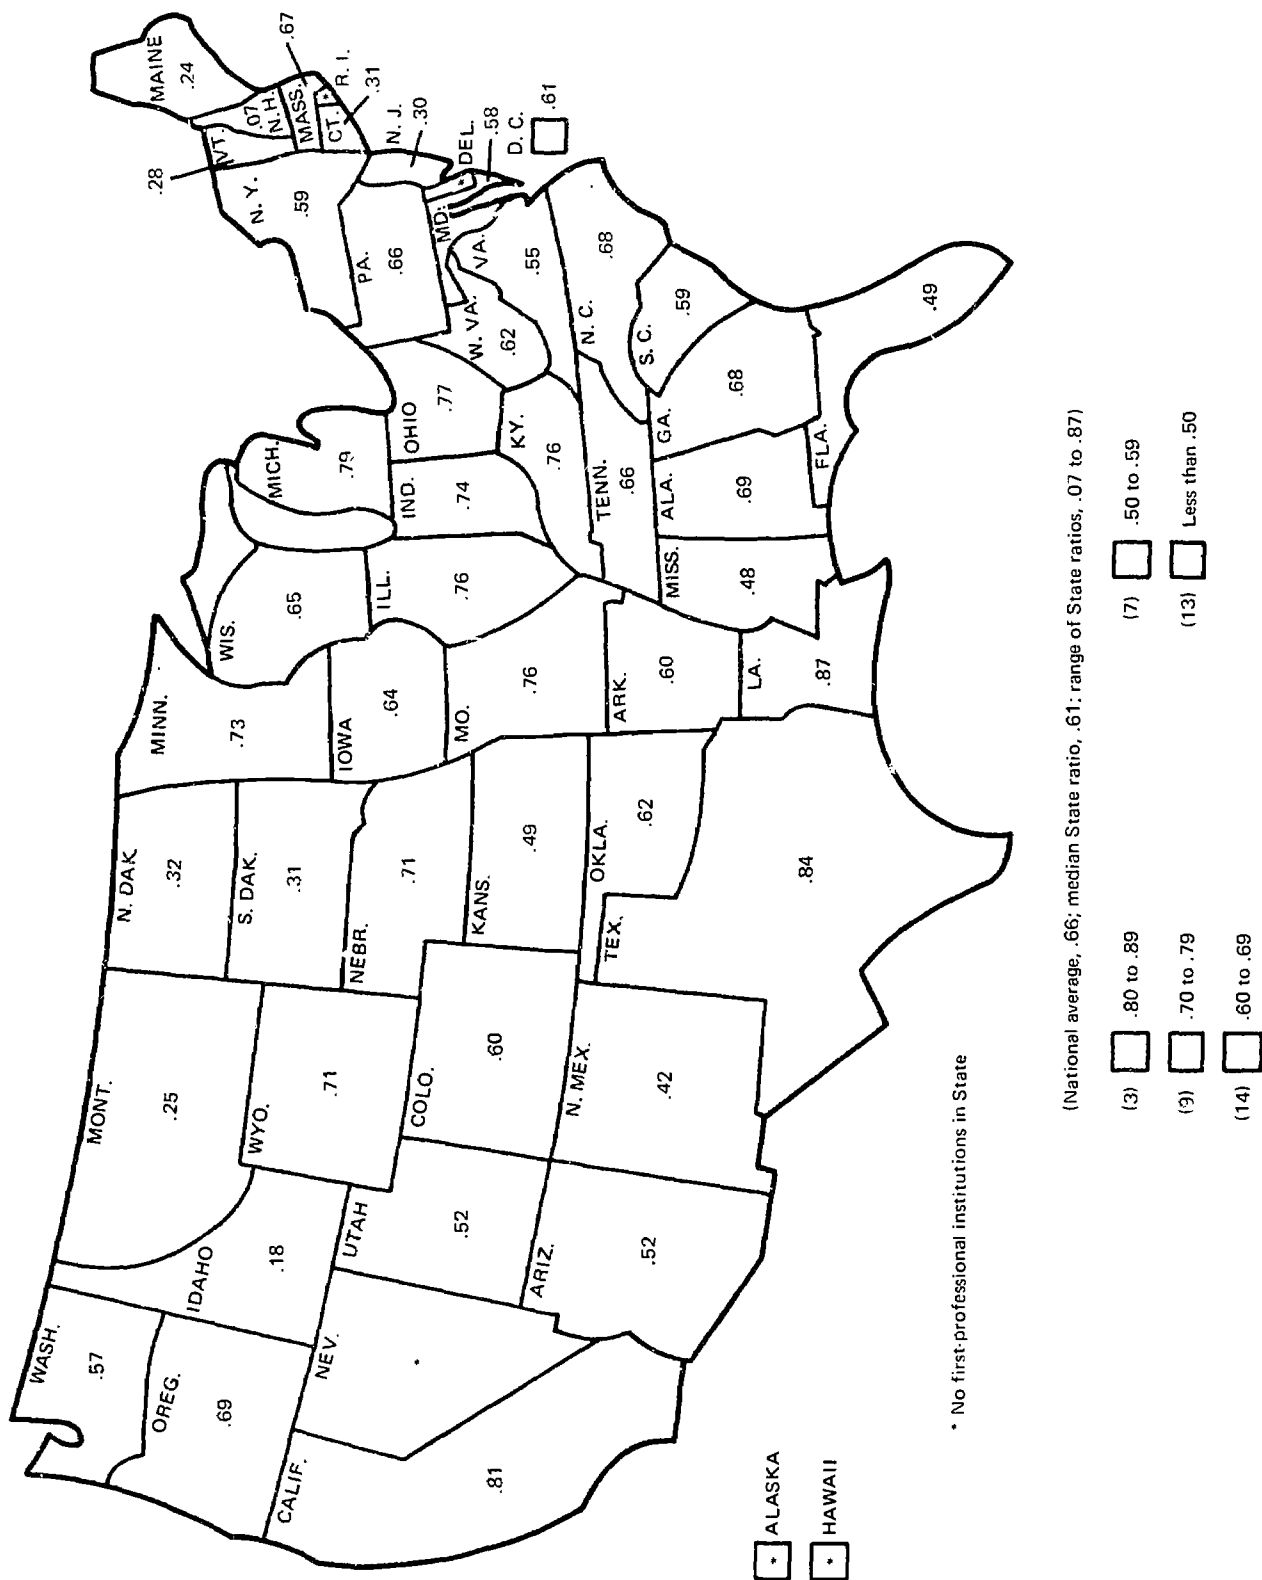 WASH.
.57
OREG.
.69
CALIF.
.81
NEV.
*
IDAHO
.18
MONT.
.25
WYO.
.71
UTAH
.52
COLO.
.60
ARIZ.
.52
N. MEX.
.42
N. DAK.
.32
S. DAK.
.31
NEBR.
.71
KANS.
.49
OKLA.
.62
TEX.
.84
MINN.
.73
IOWA
.64
MO.
.76
ARK.
.60
LA.
.87
WIS.
.65
ILL.
.76
MICH.
.79
IND.
.74
OHIO
.77
KY.
.76
TENN.
.66
MISS.
.48
ALA.
.69
GA.
.68
FLA.
.49
S. C.
.59
N. C.
.68
VA.
.55
W. VA.
.62
MD.
.58
DEL.
*
D. C.
.61
PA.
.66
N. J.
.30
N. Y.
.59
CT.
.31
R. I.
*
MASS.
.67
VT.
.28
N.H.
.07
MAINE
.24
* ALASKA
* HAWAII
* No first-professional institutions in State
(National average, .66; median State ratio, .61; range of State ratios, .07 to .87)
(3) .80 to .89
(9) .70 to .79
(14) .60 to .69
(7) .50 to .59
(13) Less than .50